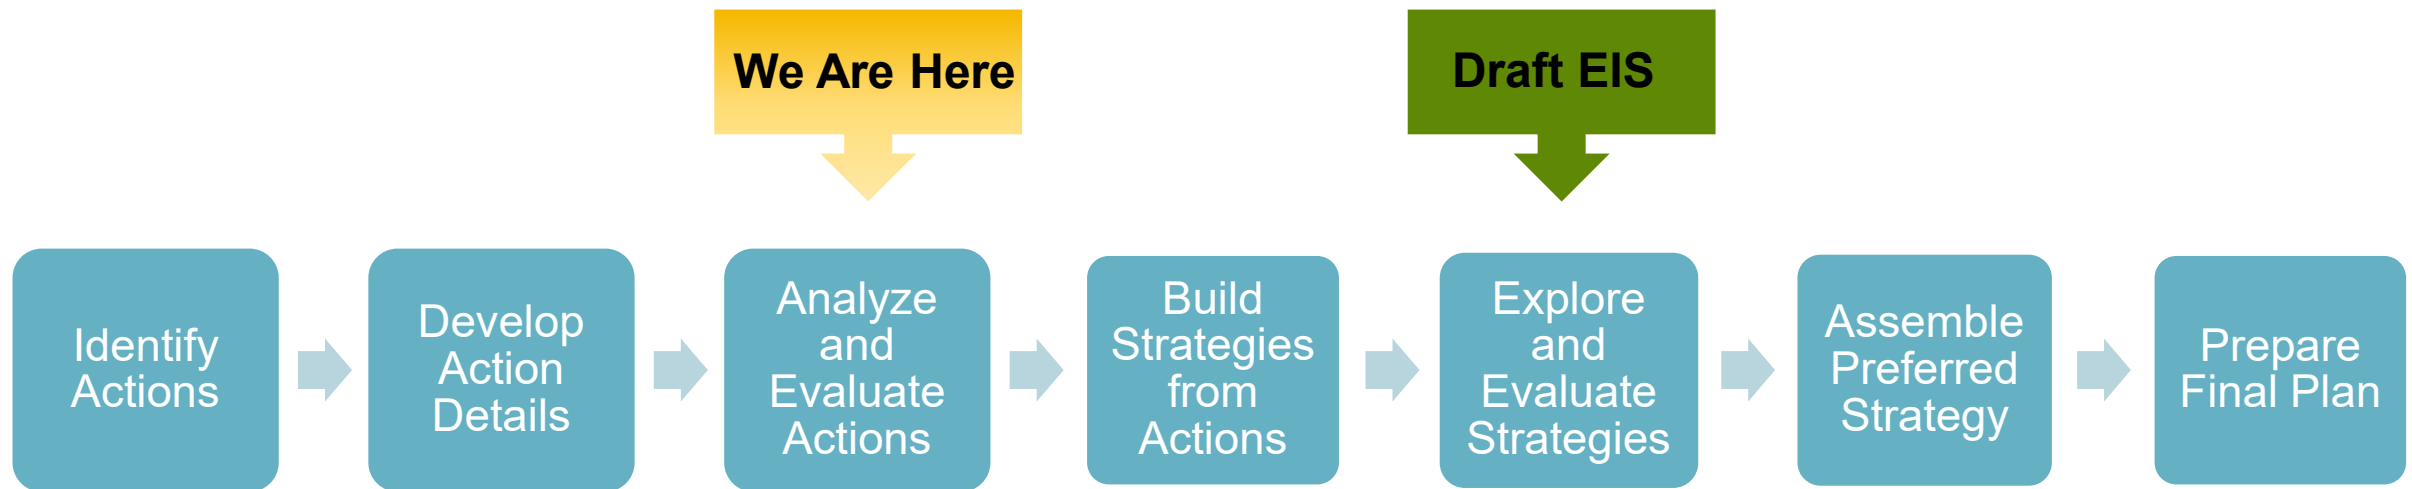 We Are Here
Draft EIS
Identify
Actions
Develop
Action
Details
Analyze
and
Evaluate
Actions
Build
Strategies
from
Actions
Explore
and
Evaluate
Strategies
Assemble
Preferred
Strategy
Prepare
Final Plan